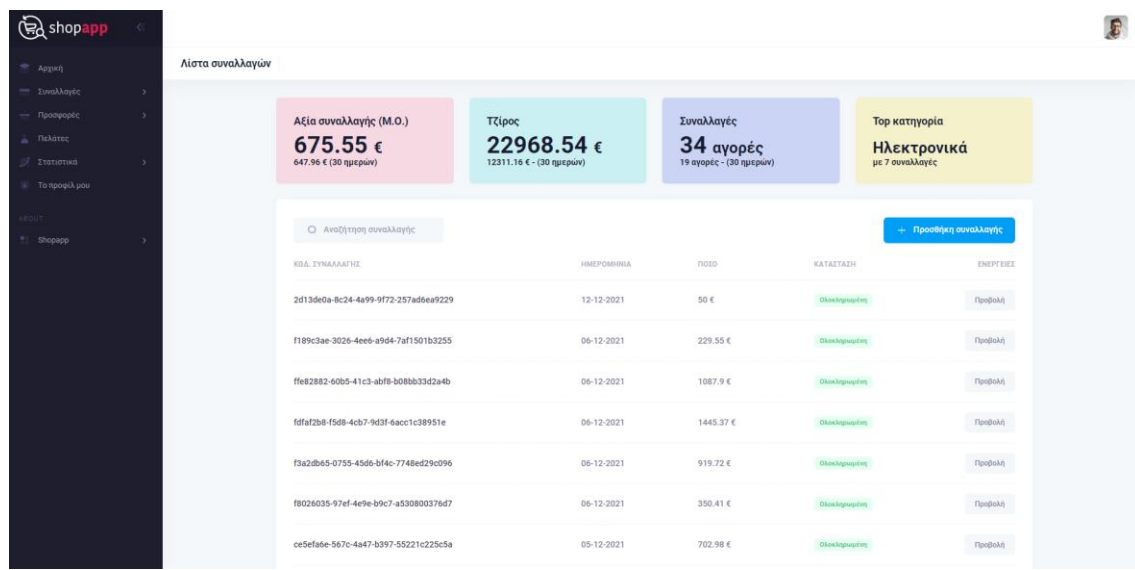 shopapp
Αρχική
Συναλλαγές
Προσφορές
Πελάτες
Στατιστικά
Το προφίλ μου
ABOUT
Shopapp
Λίστα συναλλαγών
Αξία συναλλαγής (Μ.Ο.)
675.55 €
647.96 € (30 ημερών)
Τζίρος
22968.54 €
12311.16 € - (30 ημερών)
Συναλλαγές
34 αγορές
19 αγορές - (30 ημερών)
Top κατηγορία
Ηλεκτρονικά
με 7 συναλλαγές
Αναζήτηση συναλλαγής
+ Προσθήκη συναλλαγής
ΚΩΔ. ΣΥΝΑΛΛΑΓΗΣ ΗΜΕΡΟΜΗΝΙΑ ΠΟΣΟ ΚΑΤΑΣΤΑΣΗ ΕΝΕΡΓΕΙΕΣ
2d13de0a-8c24-4a99-9f72-257ad6ea9229 12-12-2021 50 € Ολοκληρωμένη Προβολή
f189c3ae-3026-4ee6-a9d4-7af1501b3255 06-12-2021 229.55 € Ολοκληρωμένη Προβολή
ffe82882-60b5-41c3-abf8-b08bb33d2a4b 06-12-2021 1087.9 € Ολοκληρωμένη Προβολή
fdfaf2b8-f5d8-4cb7-9d3f-6acc1c38951e 06-12-2021 1445.37 € Ολοκληρωμένη Προβολή
f3a2db65-0755-45d6-bf4c-7748ed29c096 06-12-2021 919.72 € Ολοκληρωμένη Προβολή
f8026035-97ef-4e9e-b9c7-a530800376d7 06-12-2021 350.41 € Ολοκληρωμένη Προβολή
ce5efa6e-567c-4a47-b397-55221c225c5a 05-12-2021 702.98 € Ολοκληρωμένη Προβολή